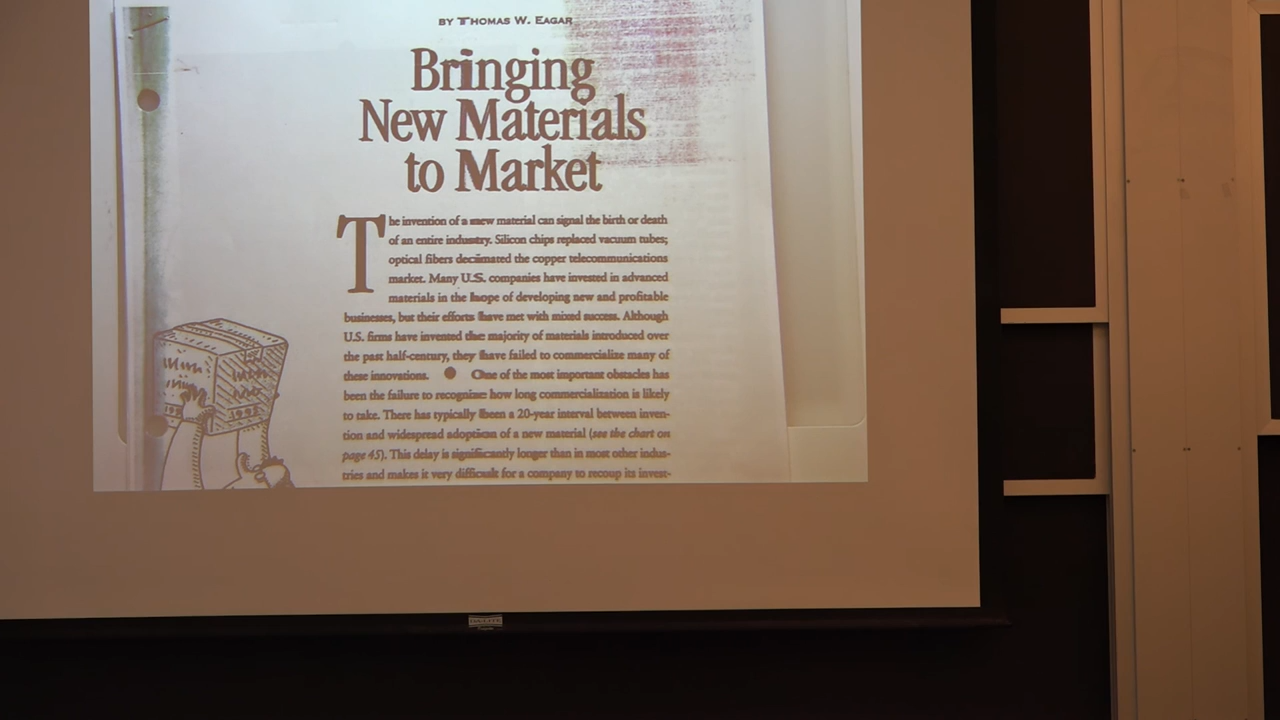 BY THOMAS W. EAGAR
Bringing
New Materials
to Market
The invention of a new material can signal the birth or death
of an entire industry. Silicon chips replaced vacuum tubes;
optical fibers decimated the copper telecommunications
market. Many U.S. companies have invested in advanced
materials in the hope of developing new and profitable
businesses, but their efforts have met with mixed success. Although
U.S. firms have invented the majority of materials introduced over
the past half-century, they have failed to commercialize many of
these innovations. ● One of the most important obstacles has
been the failure to recognize how long commercialization is likely
to take. There has typically been a 20-year interval between inven-
tion and widespread adoption of a new material (see the chart on
page 45). This delay is significantly longer than in most other indus-
tries and makes it very difficult for a company to recoup its invest-